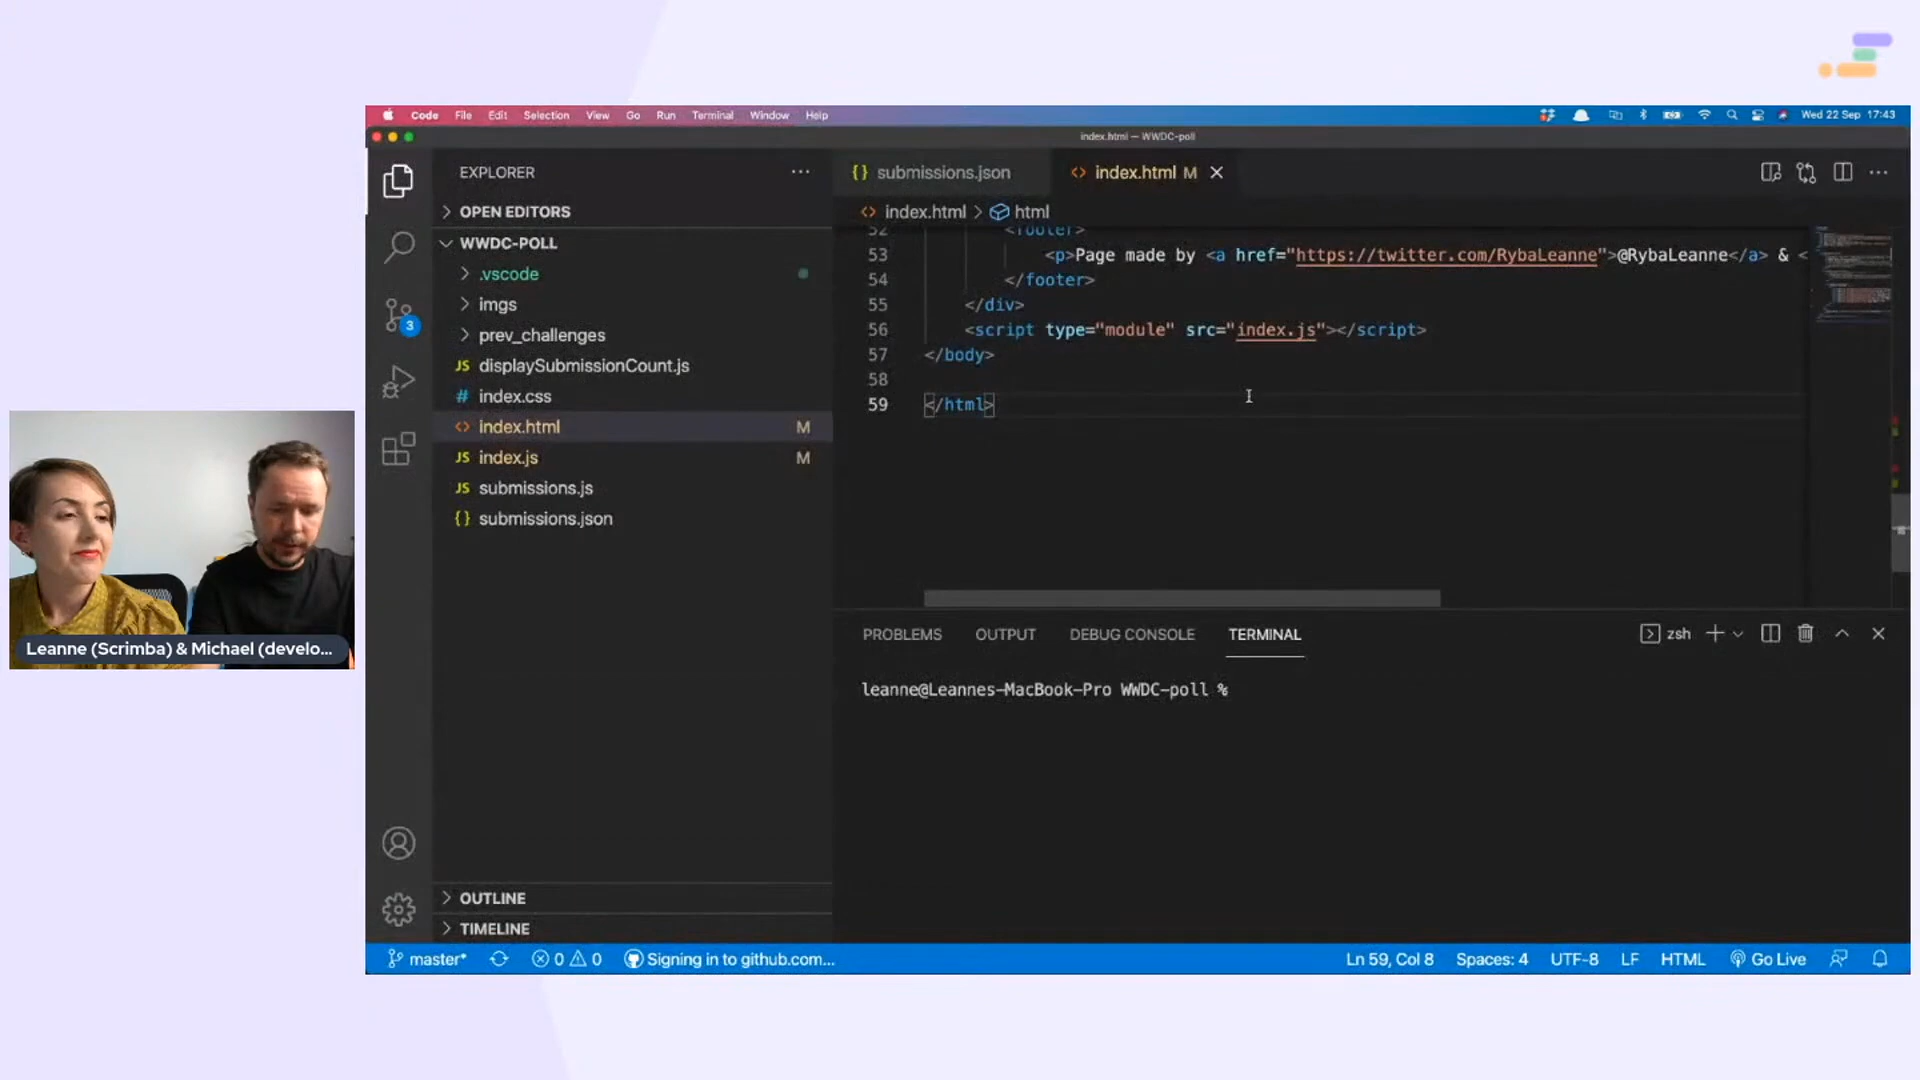 Code File Edit Selection View Go Run Terminal Window Help
Wed 22 Sep 17:43
index.html — WWDC-poll
EXPLORER
OPEN EDITORS
WWDC-POLL
.vscode
imgs
prev_challenges
JS displaySubmissionCount.js
# index.css
<> index.html M
JS index.js M
JS submissions.js
{} submissions.json
OUTLINE
TIMELINE
3
{} submissions.json
<> index.html M
<> index.html > html
52 <footer>
53 <p>Page made by <a href="https://twitter.com/RybaLeanne">@RybaLeanne</a> & <
54 </footer>
55 </div>
56 <script type="module" src="index.js"></script>
57 </body>
58
59 </html>
PROBLEMS OUTPUT DEBUG CONSOLE TERMINAL
zsh
leanne@Leannes-MacBook-Pro WWDC-poll %
master* 0 0 Signing in to github.com...
Ln 59, Col 8 Spaces: 4 UTF-8 LF HTML Go Live
Leanne (Scrimba) & Michael (develo...